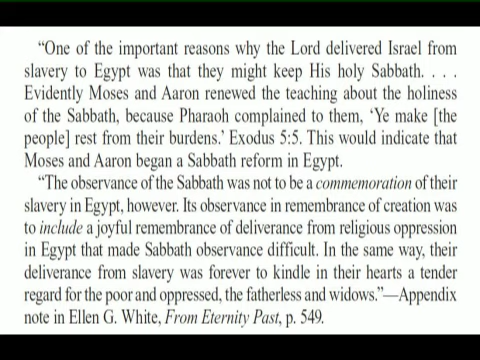 “One of the important reasons why the Lord delivered Israel from
slavery to Egypt was that they might keep His holy Sabbath. . . .
Evidently Moses and Aaron renewed the teaching about the holiness
of the Sabbath, because Pharaoh complained to them, ‘Ye make [the
people] rest from their burdens.’ Exodus 5:5. This would indicate that
Moses and Aaron began a Sabbath reform in Egypt.
“The observance of the Sabbath was not to be a commemoration of their
slavery in Egypt, however. Its observance in remembrance of creation was
to include a joyful remembrance of deliverance from religious oppression
in Egypt that made Sabbath observance difficult. In the same way, their
deliverance from slavery was forever to kindle in their hearts a tender
regard for the poor and oppressed, the fatherless and widows.”—Appendix
note in Ellen G. White, From Eternity Past, p. 549.